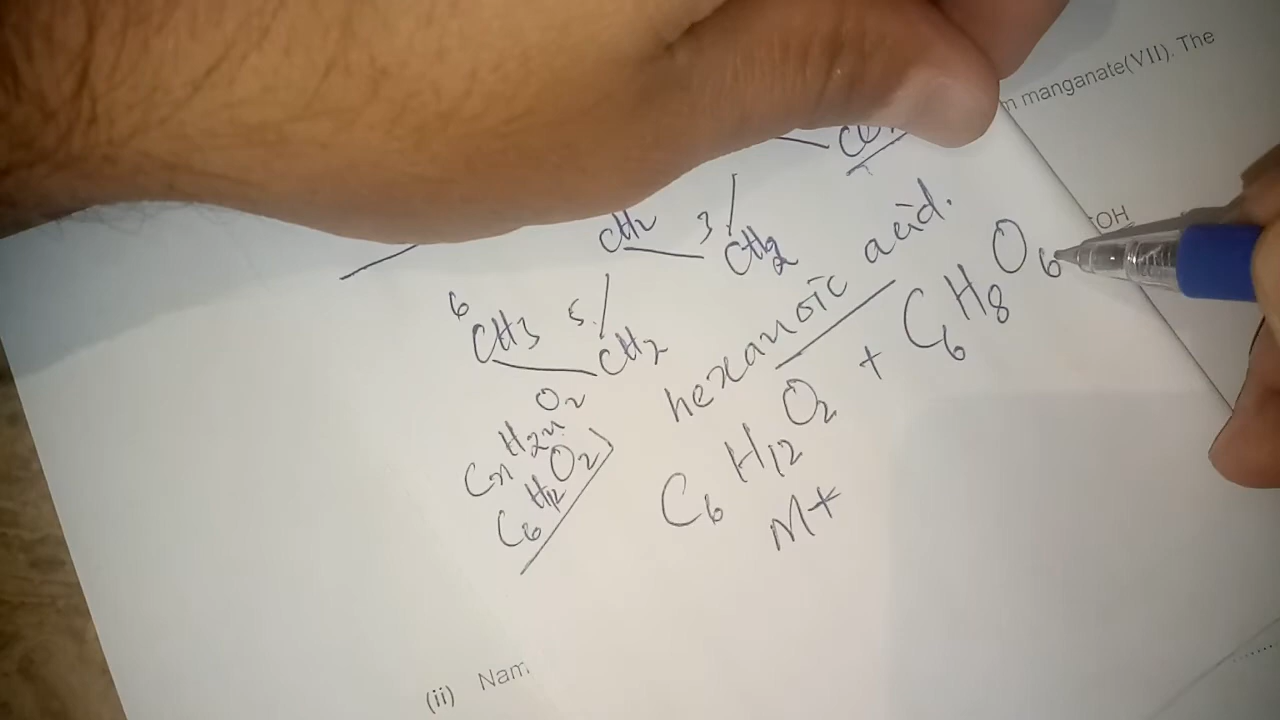 manganate(VII). The
OH
CH₂ 3 CH₂
6 CH3 5 CH₂
hexanoic acid.
CnH2nO₂
C₆H₁₂O₂
C₆H₁₂O₂ + C₆H₈O₆
M+
(ii) Nam